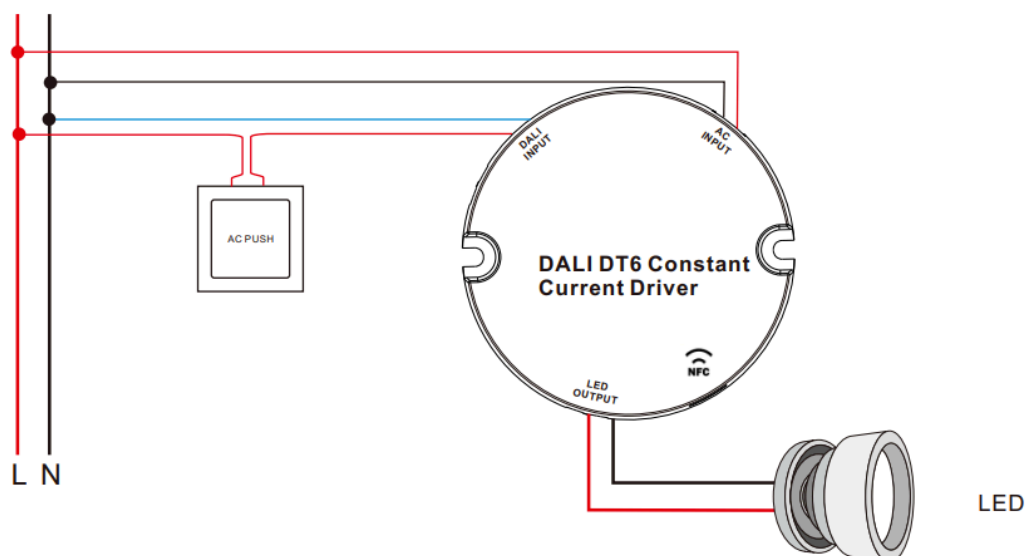 DALI
INPUT
AC
INPUT
AC PUSH
DALI DT6 Constant
Current Driver
NFC
LED
OUTPUT
L N
LED